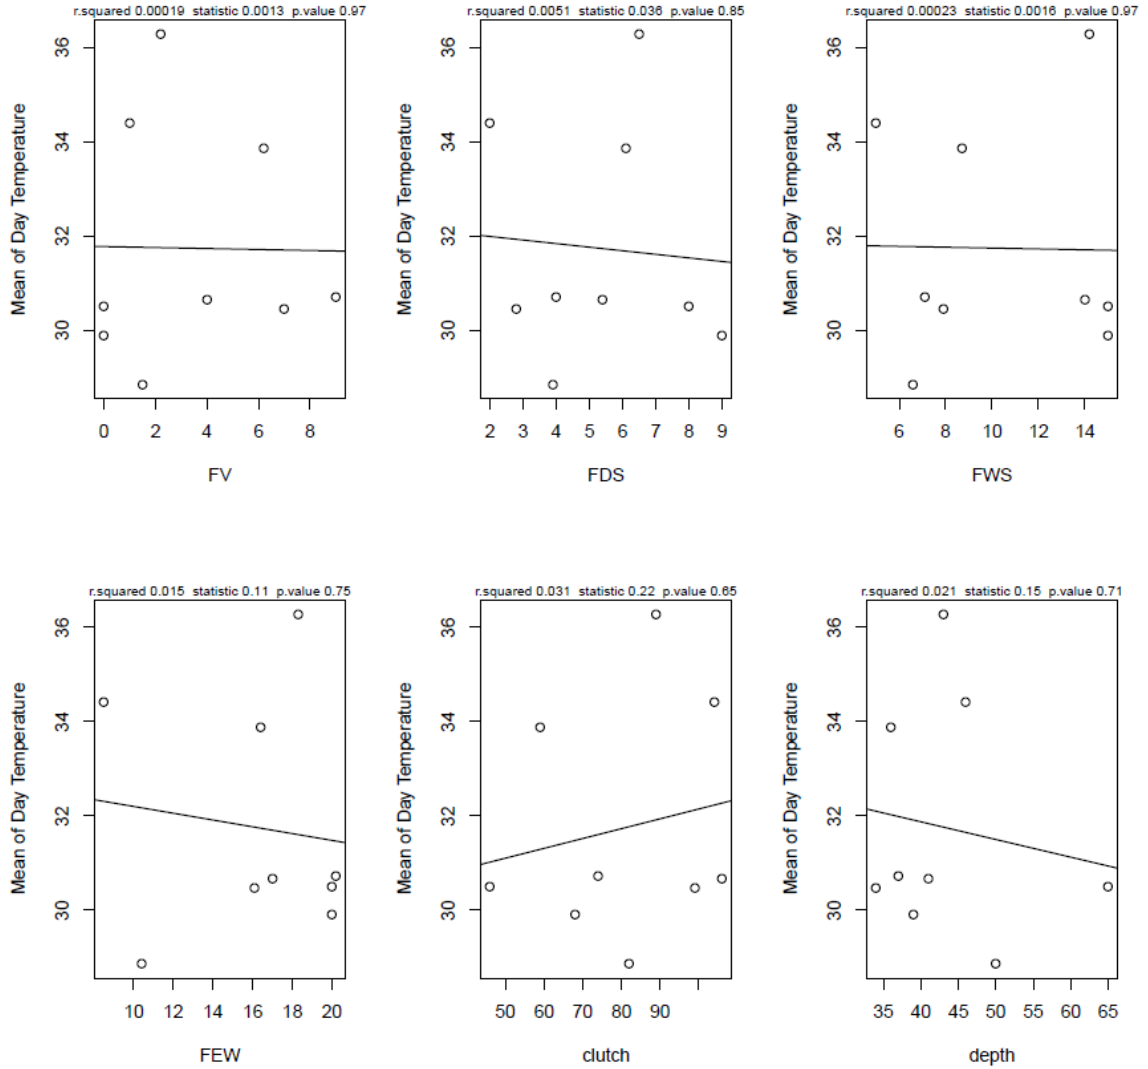 r.squared 0.00019 statistic 0.0013 p.value 0.97
Mean of Day Temperature
36
34
32
30
0 2 4 6 8
FV
r.squared 0.0051 statistic 0.036 p.value 0.85
Mean of Day Temperature
36
34
32
30
2 3 4 5 6 7 8 9
FDS
r.squared 0.00023 statistic 0.0016 p.value 0.97
Mean of Day Temperature
36
34
32
30
6 8 10 12 14
FWS
r.squared 0.015 statistic 0.11 p.value 0.75
Mean of Day Temperature
36
34
32
30
10 12 14 16 18 20
FEW
r.squared 0.031 statistic 0.22 p.value 0.65
Mean of Day Temperature
36
34
32
30
50 60 70 80 90
clutch
r.squared 0.021 statistic 0.15 p.value 0.71
Mean of Day Temperature
36
34
32
30
35 40 45 50 55 60 65
depth